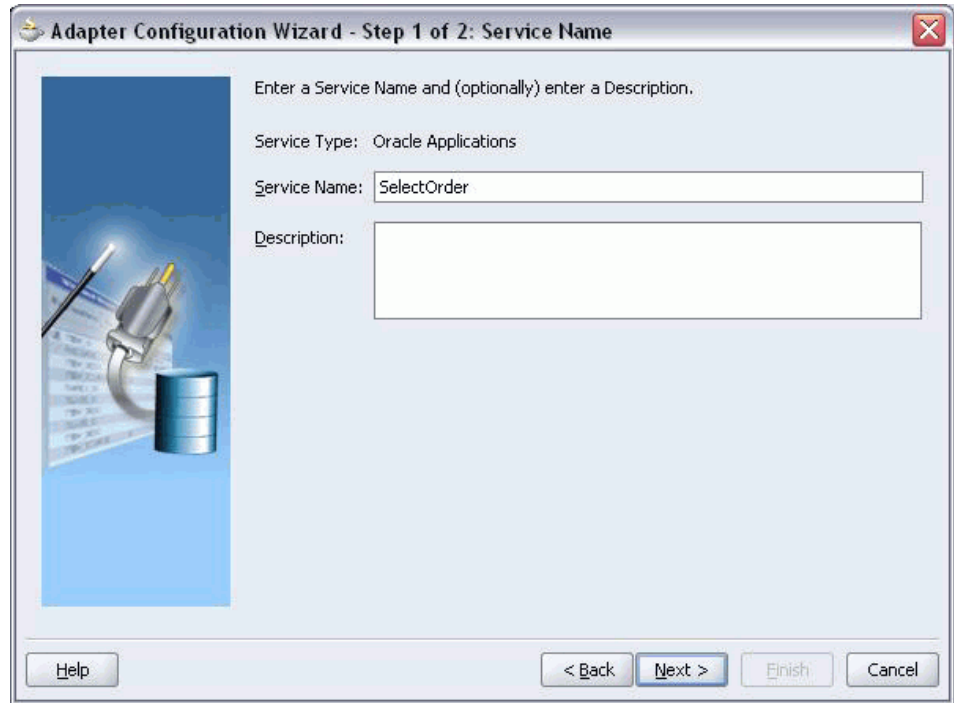 Adapter Configuration Wizard - Step 1 of 2: Service Name
Enter a Service Name and (optionally) enter a Description.
Service Type: Oracle Applications
Service Name: SelectOrder
Description:
Help
< Back
Next >
Finish
Cancel